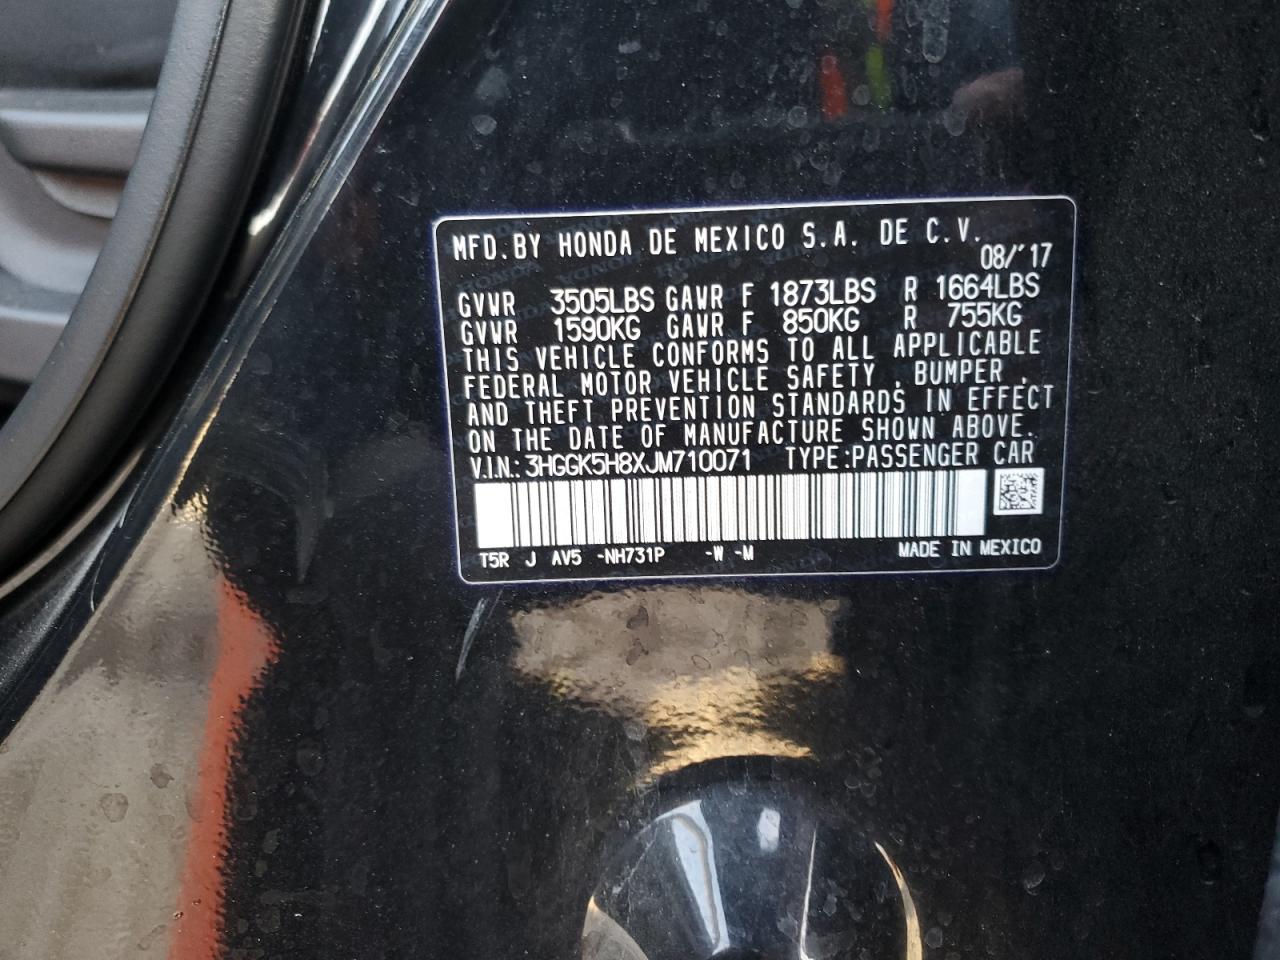 MFD. BY HONDA DE MEXICO S.A. DE C.V.
08/'17
GVWR 3505LBS GAWR F 1873LBS R 1664LBS
GVWR 1590KG GAWR F 850KG R 755KG
THIS VEHICLE CONFORMS TO ALL APPLICABLE
FEDERAL MOTOR VEHICLE SAFETY , BUMPER ,
AND THEFT PREVENTION STANDARDS IN EFFECT
ON THE DATE OF MANUFACTURE SHOWN ABOVE.
V.I.N.: 3HGGK5H8XJM710071 TYPE:PASSENGER CAR
T5R J AV5 -NH731P -W -M MADE IN MEXICO